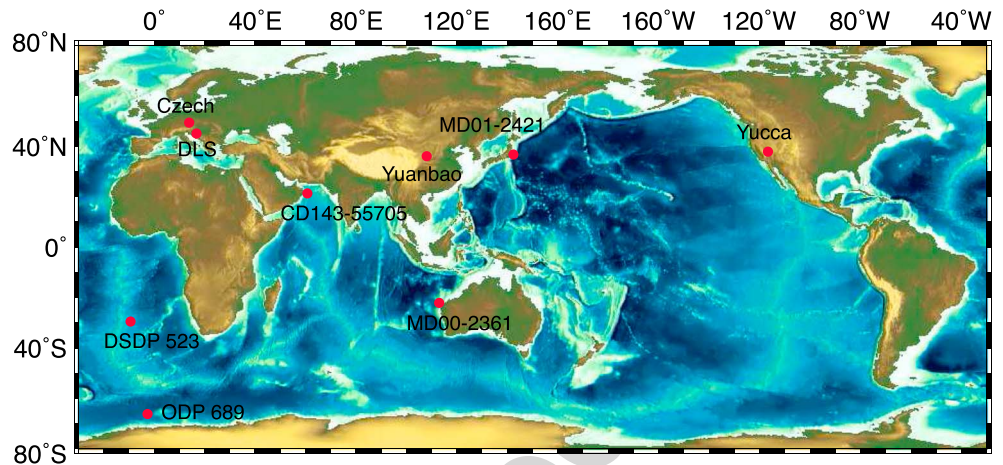 0° 40°E 80°E 120°E 160°E 160°W 120°W 80°W 40°W
80°N
Czech
MD01-2421
Yucca
40°N
DLS
Yuanbao
CD143-55705
0°
MD00-2361
DSDP 523
40°S
ODP 689
80°S